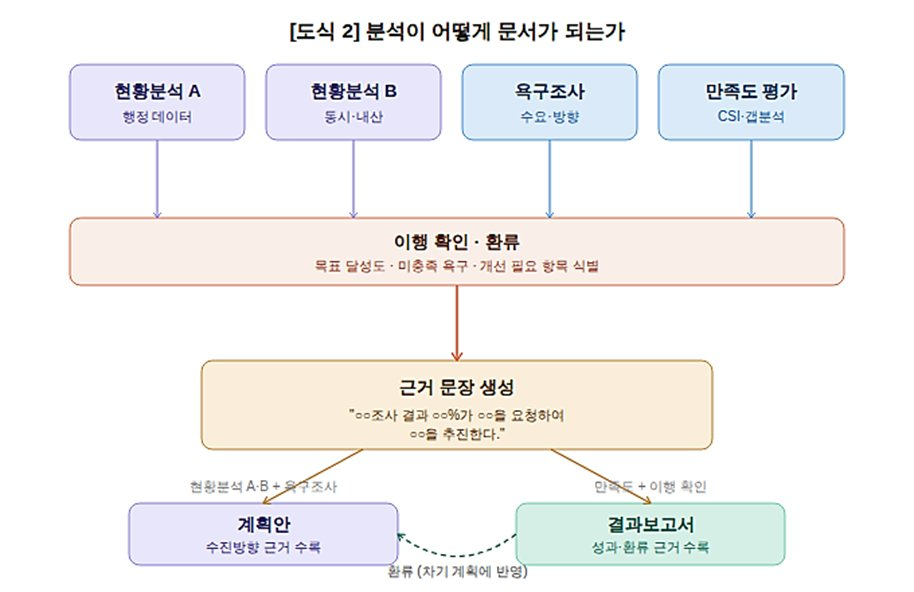 [도식 2] 분석이 어떻게 문서가 되는가
현황분석 A
행정 데이터
현황분석 B
동시·내산
욕구조사
수요·방향
만족도 평가
CSI·갭분석
이행 확인 · 환류
목표 달성도 · 미충족 욕구 · 개선 필요 항목 식별
근거 문장 생성
"○○조사 결과 ○○%가 ○○을 요청하여
○○을 추진한다."
현황분석 A·B + 욕구조사
만족도 + 이행 확인
계획안
수진방향 근거 수록
결과보고서
성과·환류 근거 수록
환류 (차기 계획에 반영)